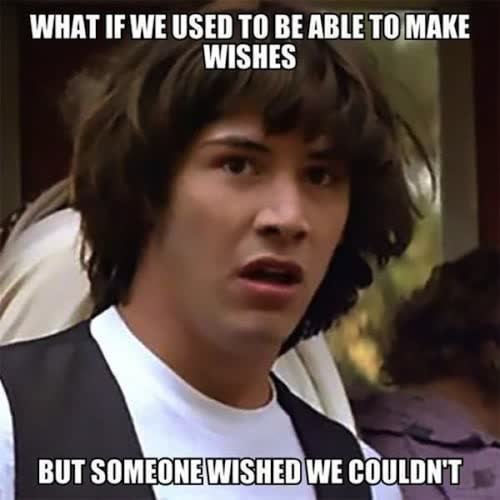 WHAT IF WE USED TO BE ABLE TO MAKE
WISHES
BUT SOMEONE WISHED WE COULDN'T